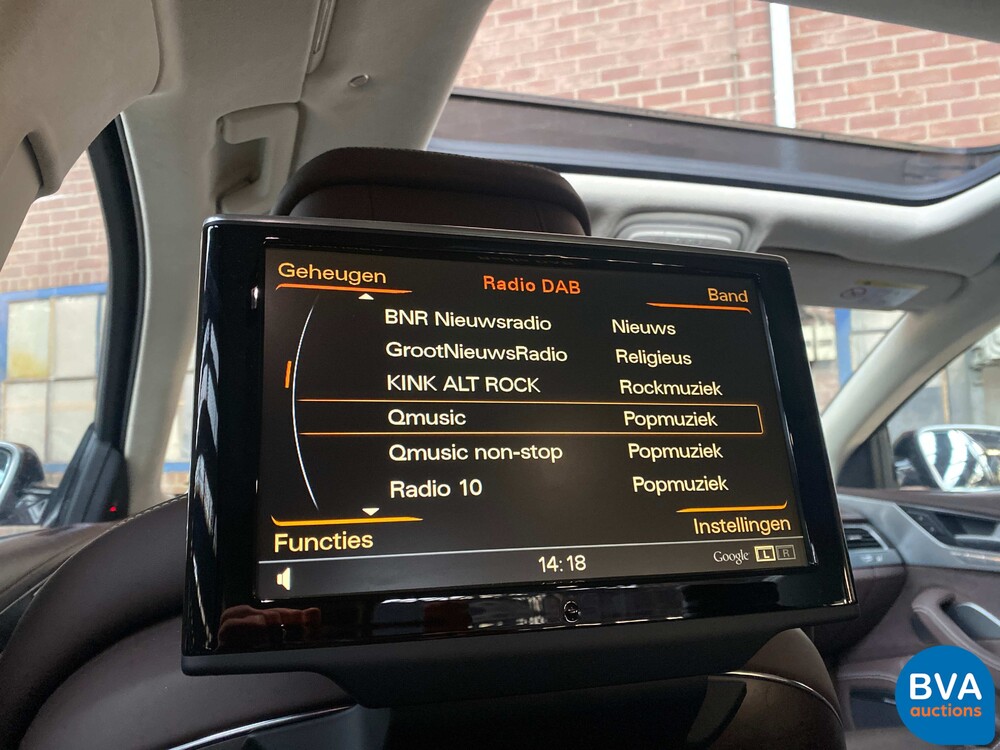 Geheugen Radio DAB Band
BNR Nieuwsradio Nieuws
GrootNieuwsRadio Religieus
KINK ALT ROCK Rockmuziek
Qmusic Popmuziek
Qmusic non-stop Popmuziek
Radio 10 Popmuziek
Functies Instellingen
14:18 Google L R
BVA
auctions